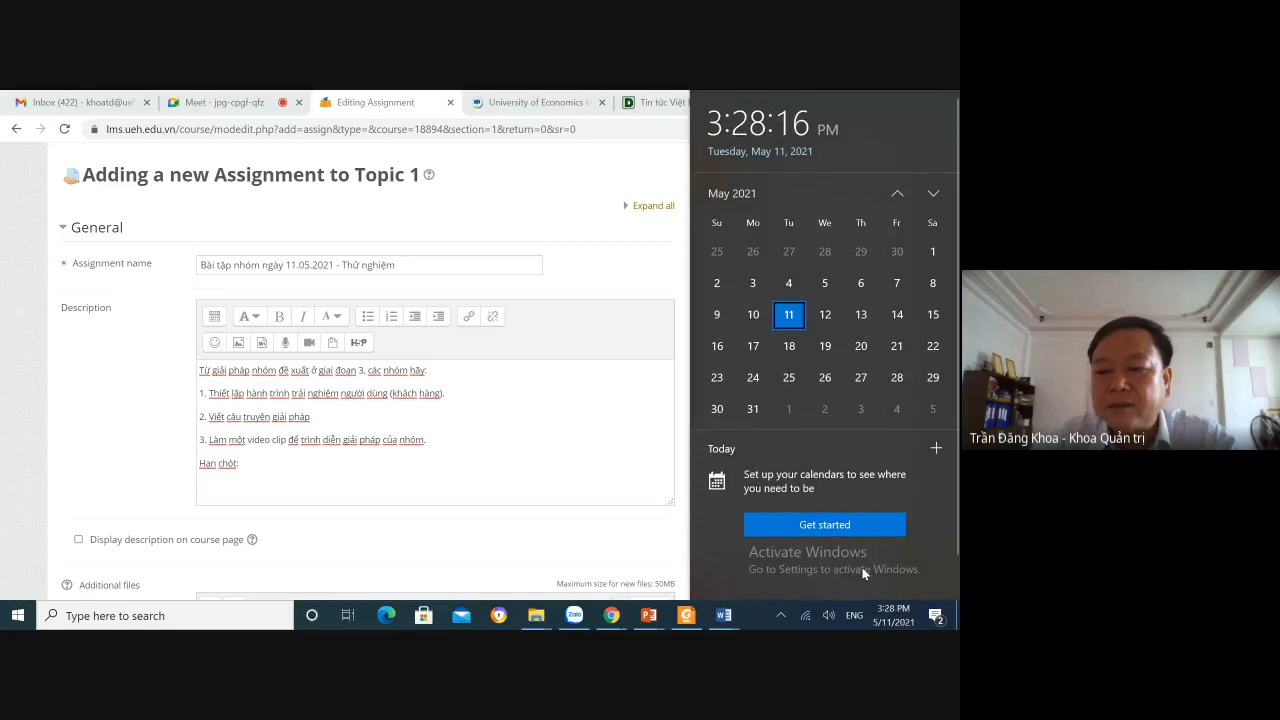 Inbox (422) - khoatd@uel
Meet - jpg-cpgf-qfz
Editing Assignment
University of Economics
Tin tức Việt
lms.ueh.edu.vn/course/modedit.php?add=assign&type=&course=18894&section=1&return=0&sr=0
Adding a new Assignment to Topic 1
Expand all
General
* Assignment name
Bài tập nhóm ngày 11.05.2021 - Thử nghiệm
Description
A
B
I
A
H-P
Từ giải pháp nhóm đề xuất ở giai đoạn 3, các nhóm hãy:
1. Thiết lập hành trình trải nghiệm người dùng (khách hàng).
2. Viết câu truyện giải pháp
3. Làm một video clip để trình diễn giải pháp của nhóm.
Hạn chót:
Display description on course page
Additional files
Maximum size for new files: 50MB
3:28:16 PM
Tuesday, May 11, 2021
May 2021
Su Mo Tu We Th Fr Sa
25 26 27 28 29 30 1
2 3 4 5 6 7 8
9 10 11 12 13 14 15
16 17 18 19 20 21 22
23 24 25 26 27 28 29
30 31 1 2 3 4 5
Today
Set up your calendars to see where
you need to be
Get started
Activate Windows
Go to Settings to activate Windows.
Trần Đăng Khoa - Khoa Quản trị
Type here to search
Zalo
ENG
3:28 PM
5/11/2021
2